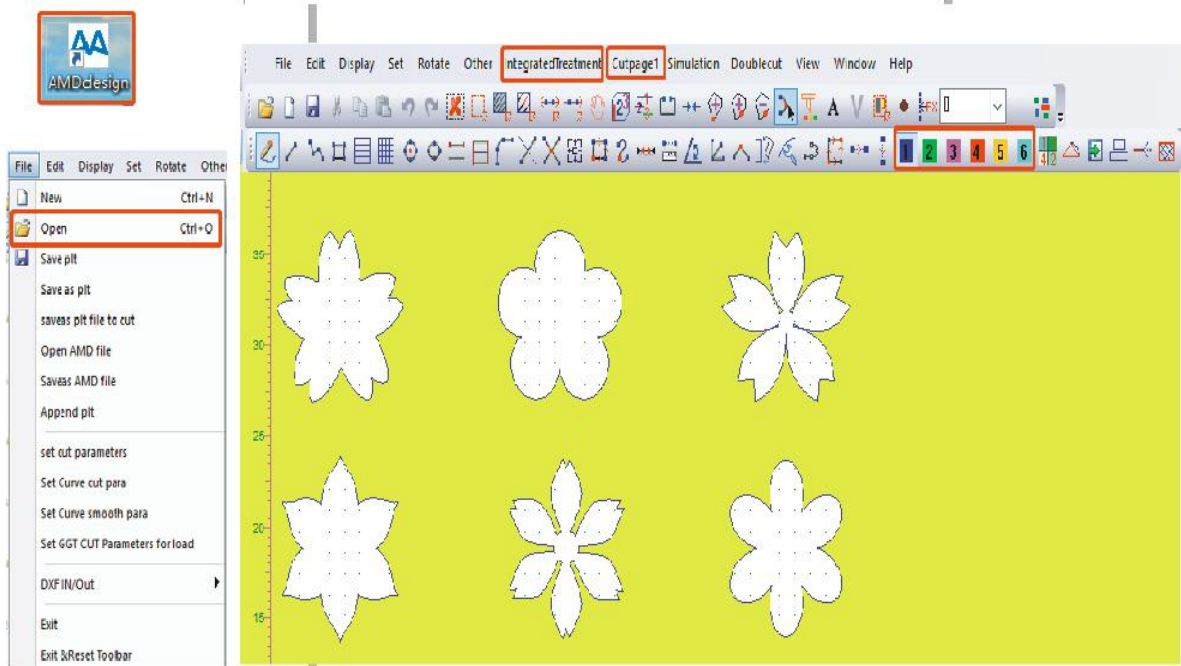 AMDdesign
File Edit Display Set Rotate Other IntegratedTreatment Cutpage1 Simulation Doublecut View Window Help
A V FX 0
1 2 3 4 5 6
35
30
25
20
15
File Edit Display Set Rotate Other
New Ctrl+N
Open Ctrl+O
Save plt
Save as plt
saveas plt file to cut
Open AMD file
Saveas AMD file
Append plt
set cut parameters
Set Curve cut para
Set Curve smooth para
Set GGT CUT Parameters for load
DXF IN/Out
Exit
Exit &Reset Toolbar